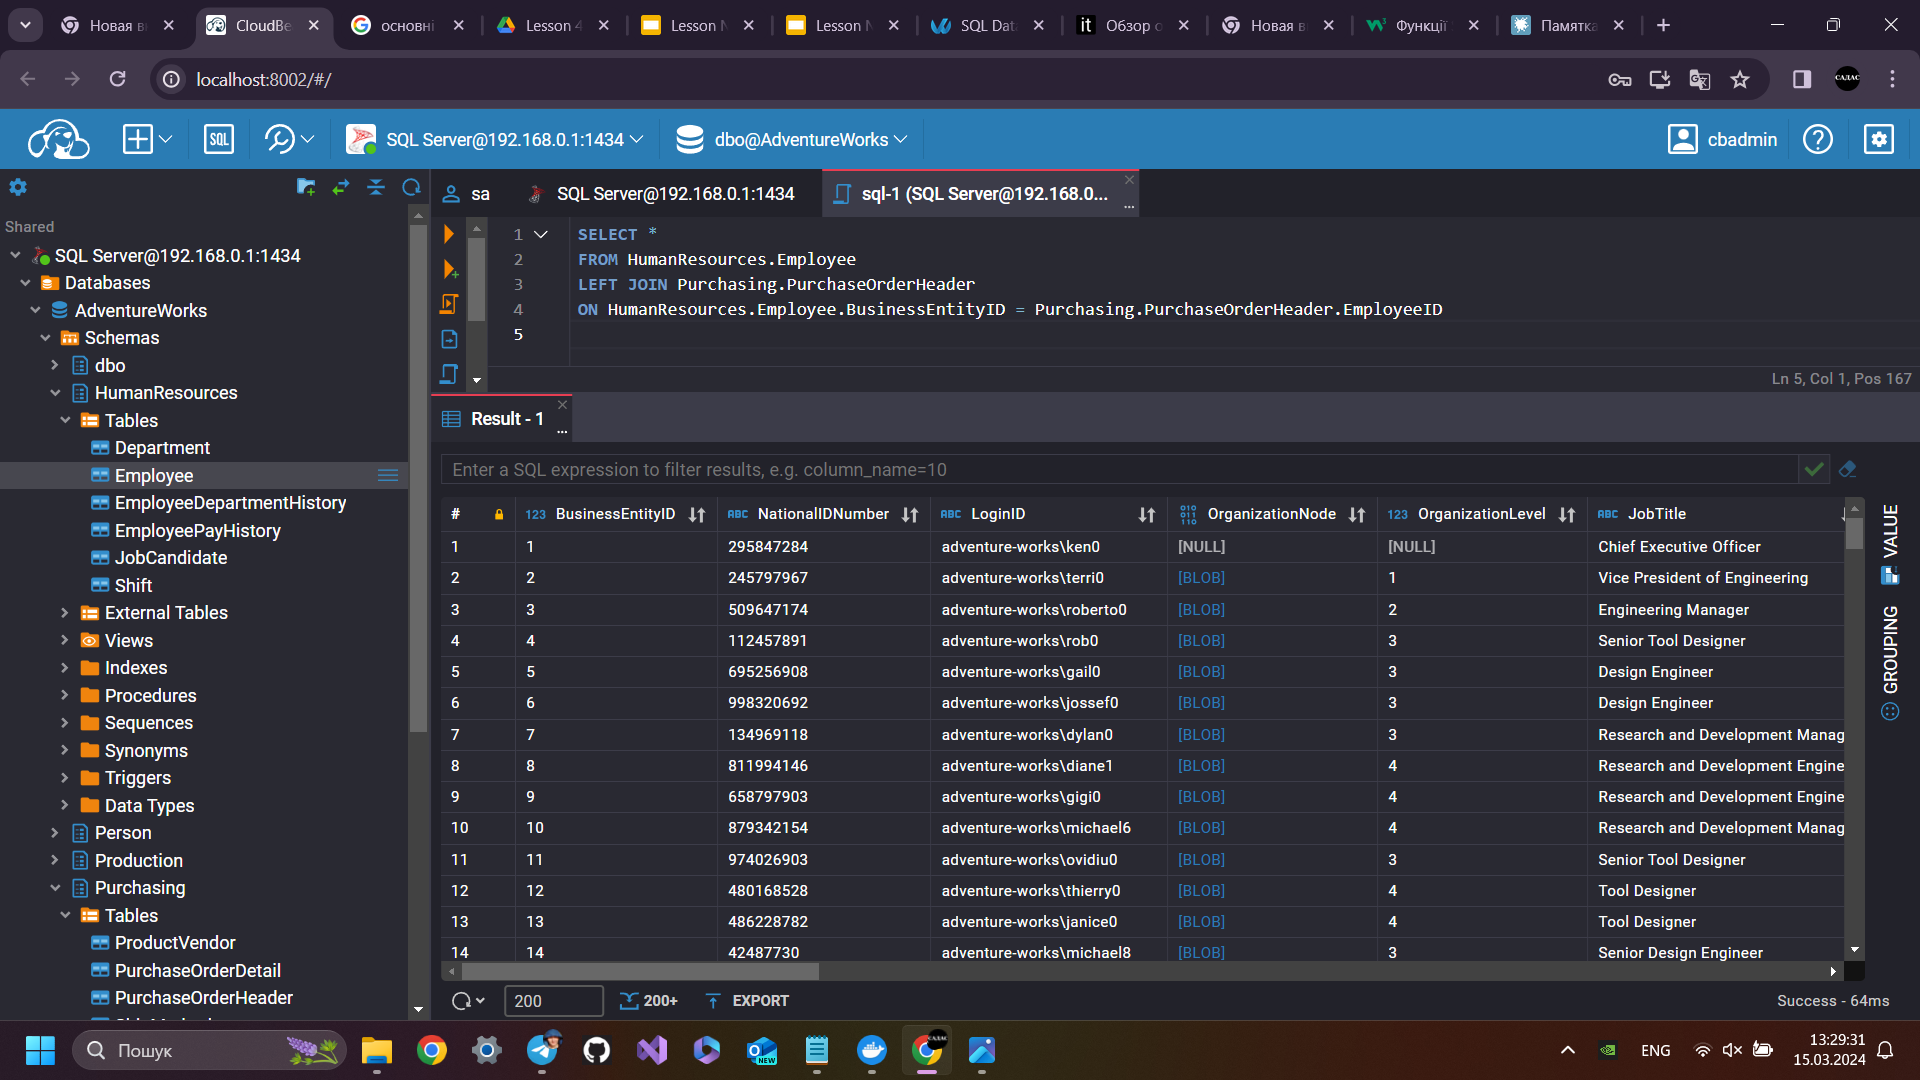 Новая в
CloudBe
основні
Lesson 4
Lesson N
Lesson N
SQL Dat
Обзор о
Новая в
Функції
Памятка
localhost:8002/#/
SQL
SQL Server@192.168.0.1:1434
dbo@AdventureWorks
cbadmin
sa
SQL Server@192.168.0.1:1434
sql-1 (SQL Server@192.168.0...
Shared
SQL Server@192.168.0.1:1434
Databases
AdventureWorks
Schemas
dbo
HumanResources
Tables
Department
Employee
EmployeeDepartmentHistory
EmployeePayHistory
JobCandidate
Shift
External Tables
Views
Indexes
Procedures
Sequences
Synonyms
Triggers
Data Types
Person
Production
Purchasing
Tables
ProductVendor
PurchaseOrderDetail
PurchaseOrderHeader
1 SELECT *
2 FROM HumanResources.Employee
3 LEFT JOIN Purchasing.PurchaseOrderHeader
4 ON HumanResources.Employee.BusinessEntityID = Purchasing.PurchaseOrderHeader.EmployeeID
5
Ln 5, Col 1, Pos 167
Result - 1
Enter a SQL expression to filter results, e.g. column_name=10
# 123 BusinessEntityID ABC NationalIDNumber ABC LoginID OrganizationNode 123 OrganizationLevel ABC JobTitle
1 1 295847284 adventure-works\ken0 [NULL] [NULL] Chief Executive Officer
2 2 245797967 adventure-works\terri0 [BLOB] 1 Vice President of Engineering
3 3 509647174 adventure-works\roberto0 [BLOB] 2 Engineering Manager
4 4 112457891 adventure-works\rob0 [BLOB] 3 Senior Tool Designer
5 5 695256908 adventure-works\gail0 [BLOB] 3 Design Engineer
6 6 998320692 adventure-works\jossef0 [BLOB] 3 Design Engineer
7 7 134969118 adventure-works\dylan0 [BLOB] 3 Research and Development Manag
8 8 811994146 adventure-works\diane1 [BLOB] 4 Research and Development Engine
9 9 658797903 adventure-works\gigi0 [BLOB] 4 Research and Development Engine
10 10 879342154 adventure-works\michael6 [BLOB] 4 Research and Development Manag
11 11 974026903 adventure-works\ovidiu0 [BLOB] 3 Senior Tool Designer
12 12 480168528 adventure-works\thierry0 [BLOB] 4 Tool Designer
13 13 486228782 adventure-works\janice0 [BLOB] 4 Tool Designer
14 14 42487730 adventure-works\michael8 [BLOB] 3 Senior Design Engineer
VALUE
GROUPING
200
200+
EXPORT
Success - 64ms
Пошук
NEW
ENG
13:29:31
15.03.2024